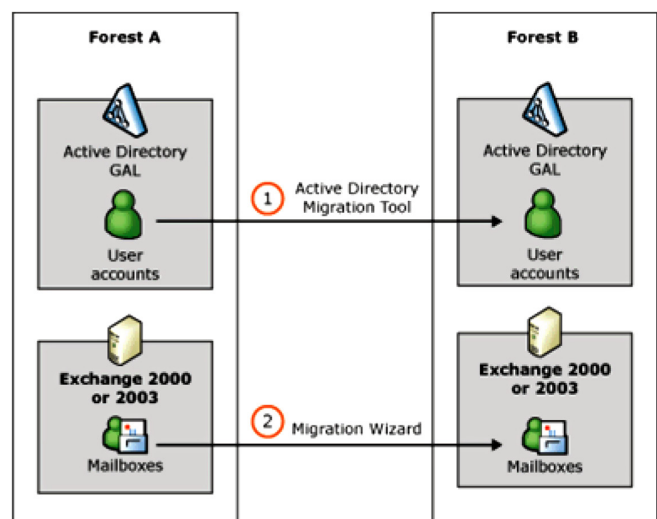 Forest A
Active Directory
GAL
User
accounts
Exchange 2000
or 2003
Mailboxes
1
Active Directory
Migration Tool
2
Migration Wizard
Forest B
Active Directory
GAL
User
accounts
Exchange 2000
or 2003
Mailboxes